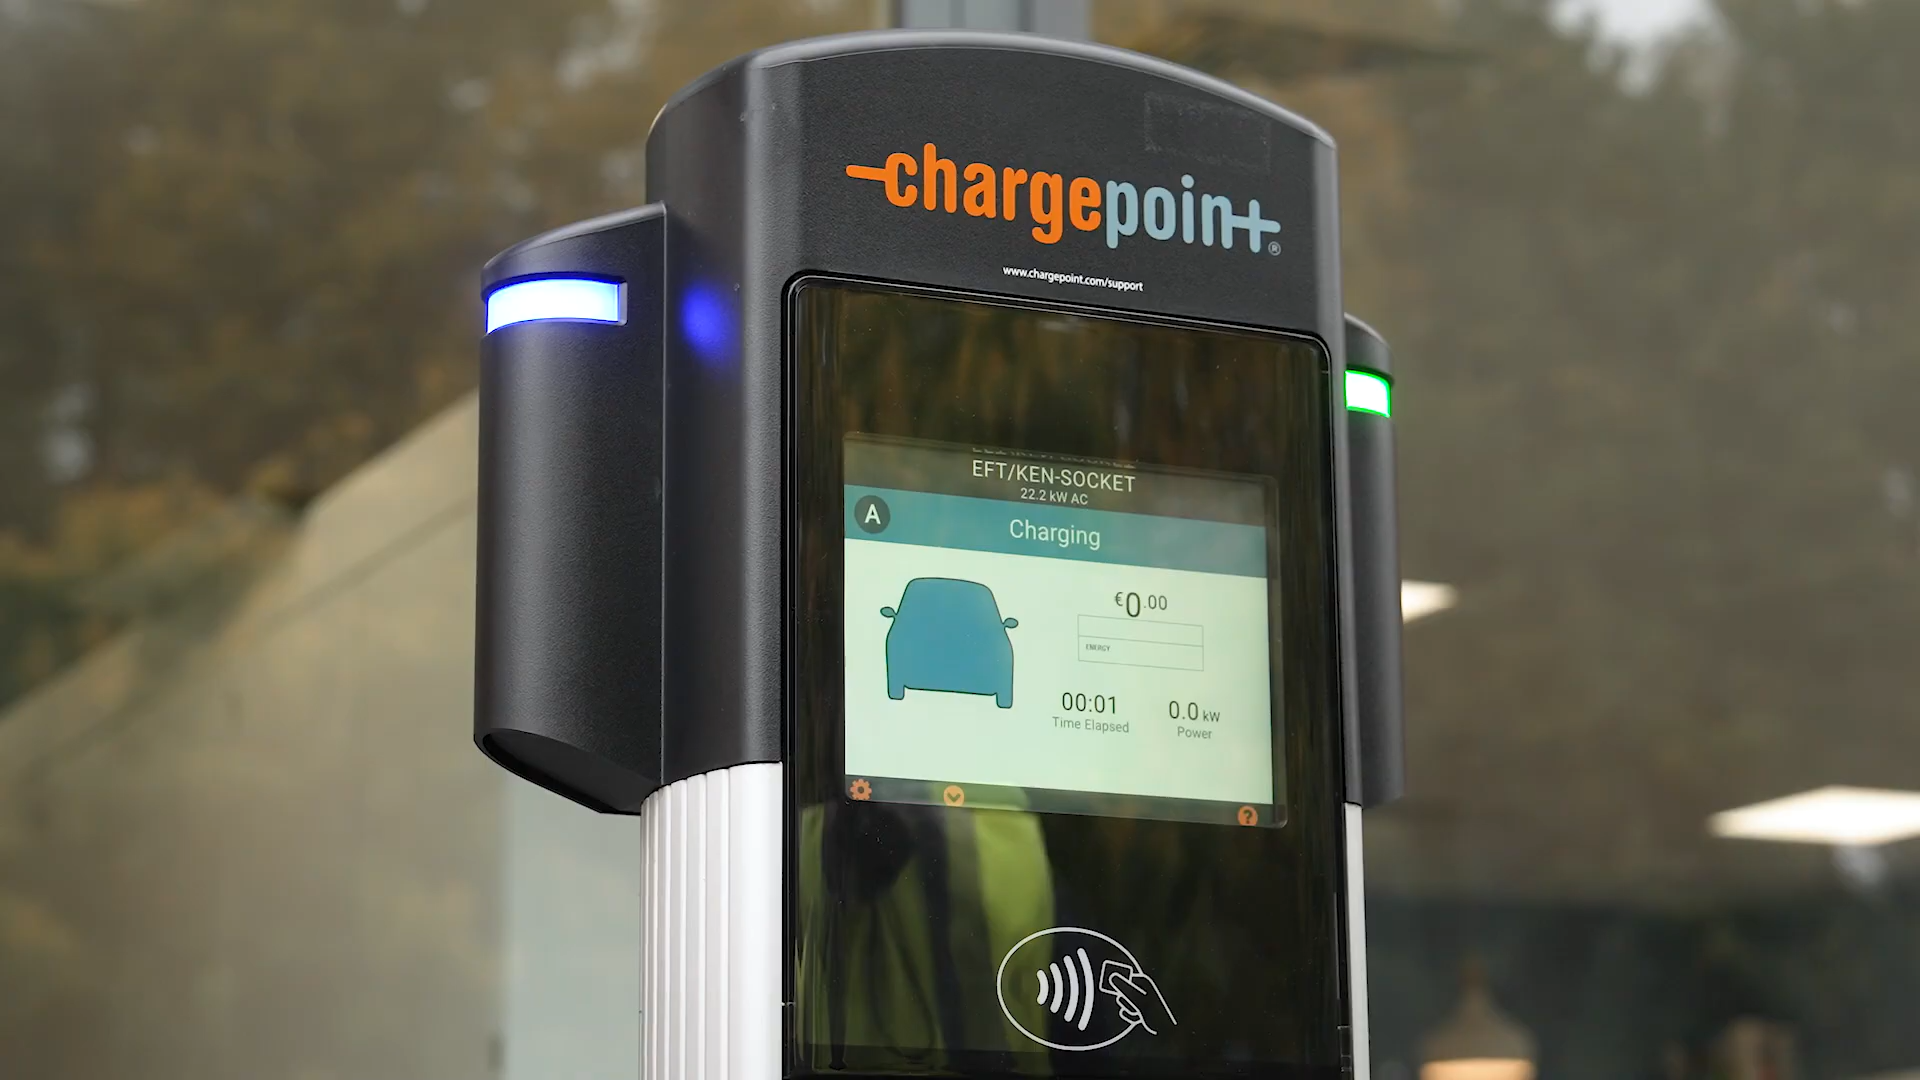 chargepoint®
www.chargepoint.com/support
EFT/KEN-SOCKET
22.2 kW AC
A
Charging
€0.00
ENERGY
00:01
Time Elapsed
0.0 kW
Power
?